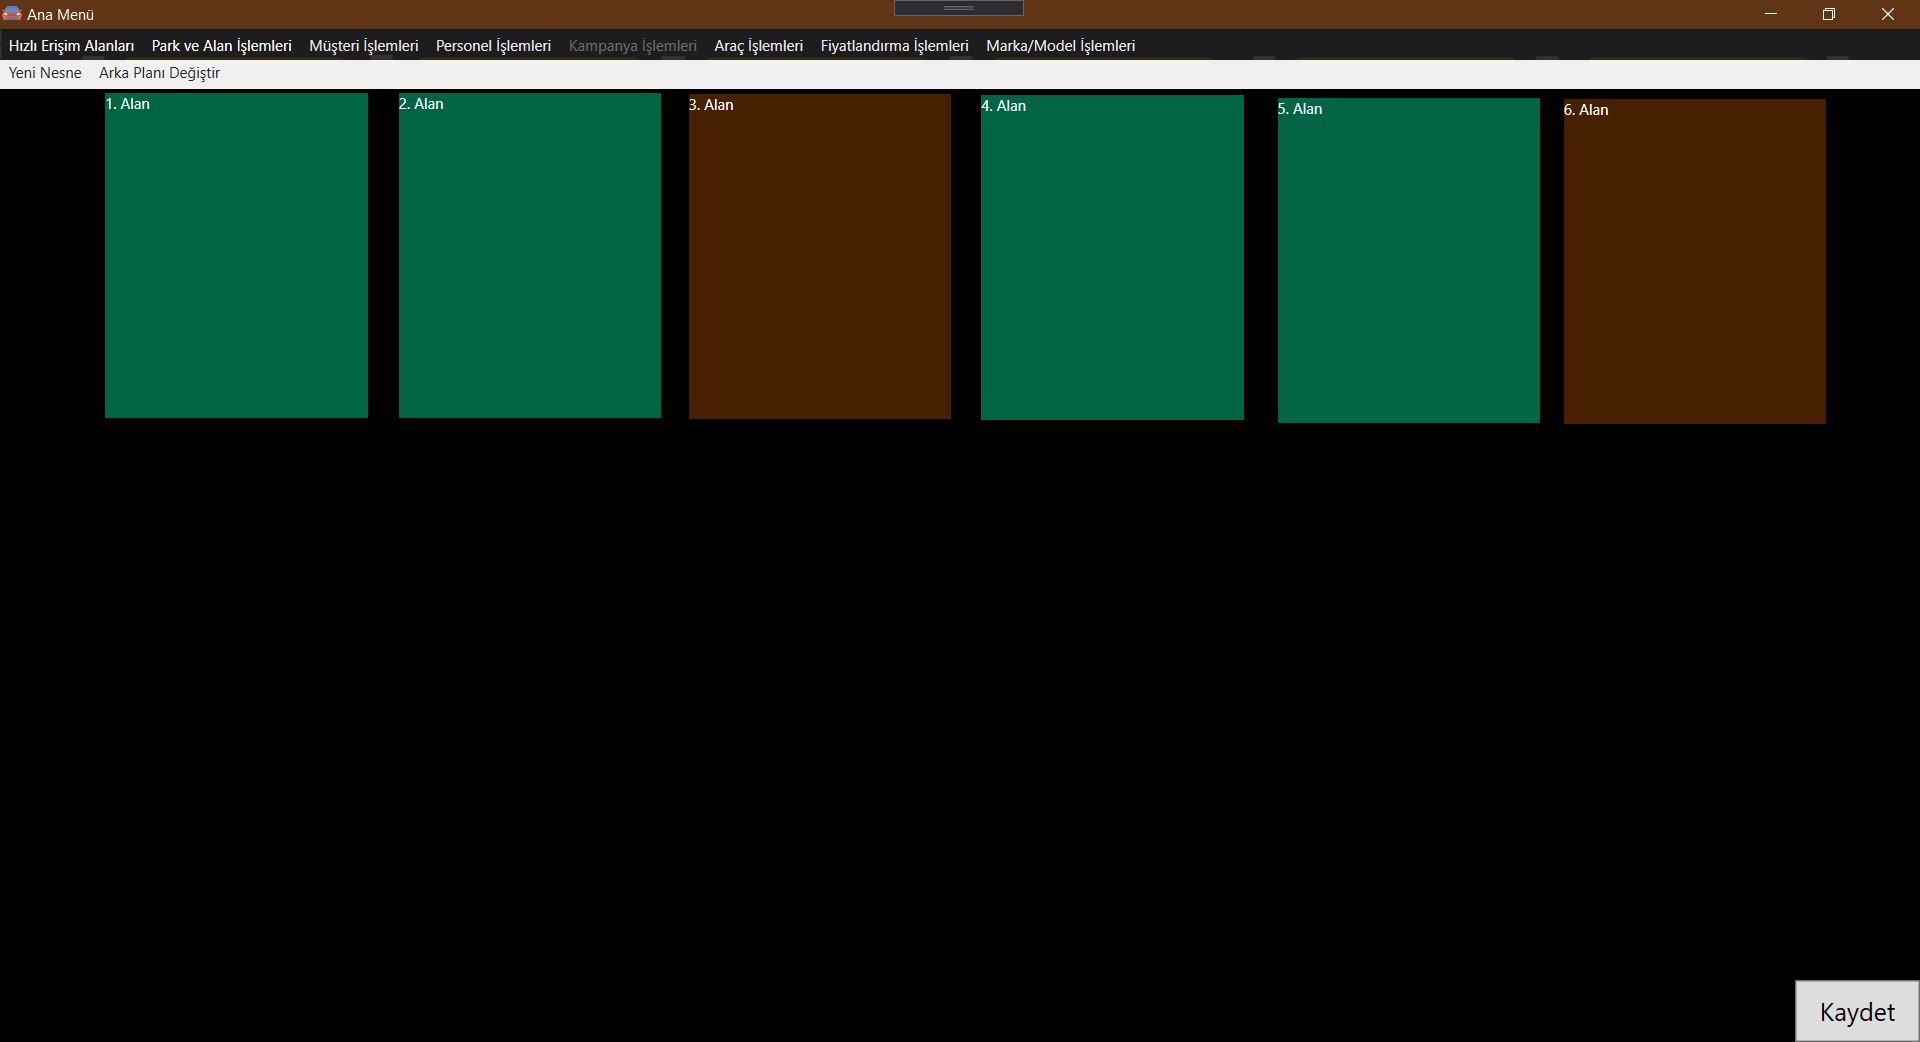 Ana Menü
Hızlı Erişim Alanları Park ve Alan İşlemleri Müşteri İşlemleri Personel İşlemleri Kampanya İşlemleri Araç İşlemleri Fiyatlandırma İşlemleri Marka/Model İşlemleri
Yeni Nesne Arka Planı Değiştir
1. Alan 2. Alan 3. Alan 4. Alan 5. Alan 6. Alan
Kaydet